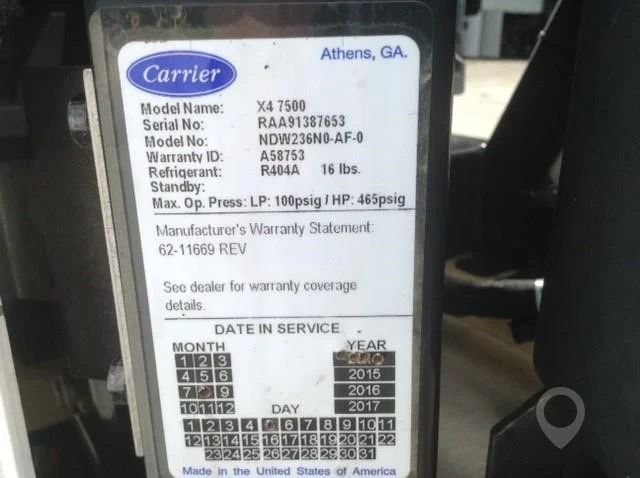 Carrier
Athens, GA.
Model Name: X4 7500
Serial No: RAA91387653
Model No: NDW236N0-AF-0
Warranty ID: A58753
Refrigerant: R404A 16 lbs.
Standby:
Max. Op. Press: LP: 100psig / HP: 465psig
Manufacturer's Warranty Statement:
62-11669 REV
See dealer for warranty coverage
details.
DATE IN SERVICE
MONTH YEAR
1 2 3
4 5 6 2015
7 9 2016
10 11 12 DAY 2017
1 2 3 4 6 7 8 9 10 11
12 13 14 15 16 17 18 19 20 21 22
23 24 25 26 27 28 29 30 31
Made in the United States of America